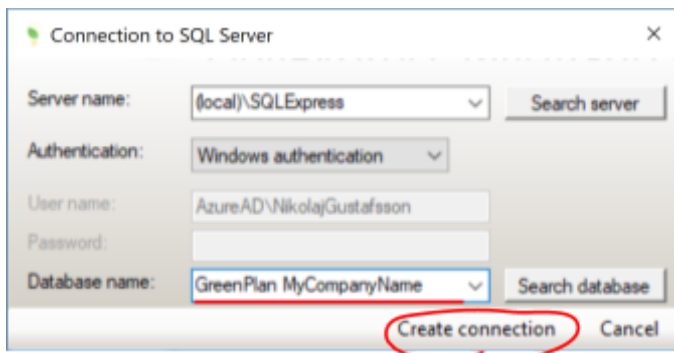 Connection to SQL Server
Server name: (local)\SQLExpress Search server
Authentication: Windows authentication
User name: AzureAD\NikolajGustafsson
Password:
Database name: GreenPlan MyCompanyName Search database
Create connection Cancel